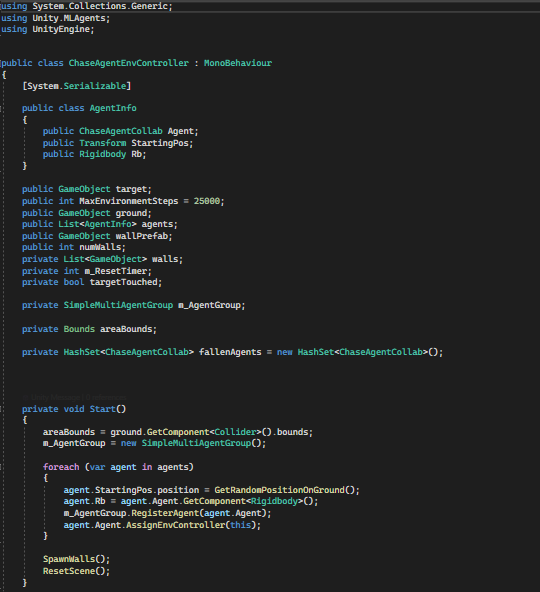 using System.Collections.Generic;
using Unity.MLAgents;
using UnityEngine;
public class ChaseAgentEnvController : MonoBehaviour
{
[System.Serializable]
public class AgentInfo
{
public ChaseAgentCollab Agent;
public Transform StartingPos;
public Rigidbody Rb;
}
public GameObject target;
public int MaxEnvironmentSteps = 25000;
public GameObject ground;
public List<AgentInfo> agents;
public GameObject wallPrefab;
public int numWalls;
private List<GameObject> walls;
private int m_ResetTimer;
private bool targetTouched;
private SimpleMultiAgentGroup m_AgentGroup;
private Bounds areaBounds;
private HashSet<ChaseAgentCollab> fallenAgents = new HashSet<ChaseAgentCollab>();
private void Start()
{
areaBounds = ground.GetComponent<Collider>().bounds;
m_AgentGroup = new SimpleMultiAgentGroup();
foreach (var agent in agents)
{
agent.StartingPos.position = GetRandomPositionOnGround();
agent.Rb = agent.Agent.GetComponent<Rigidbody>();
m_AgentGroup.RegisterAgent(agent.Agent);
agent.Agent.AssignEnvController(this);
}
SpawnWalls();
ResetScene();
}